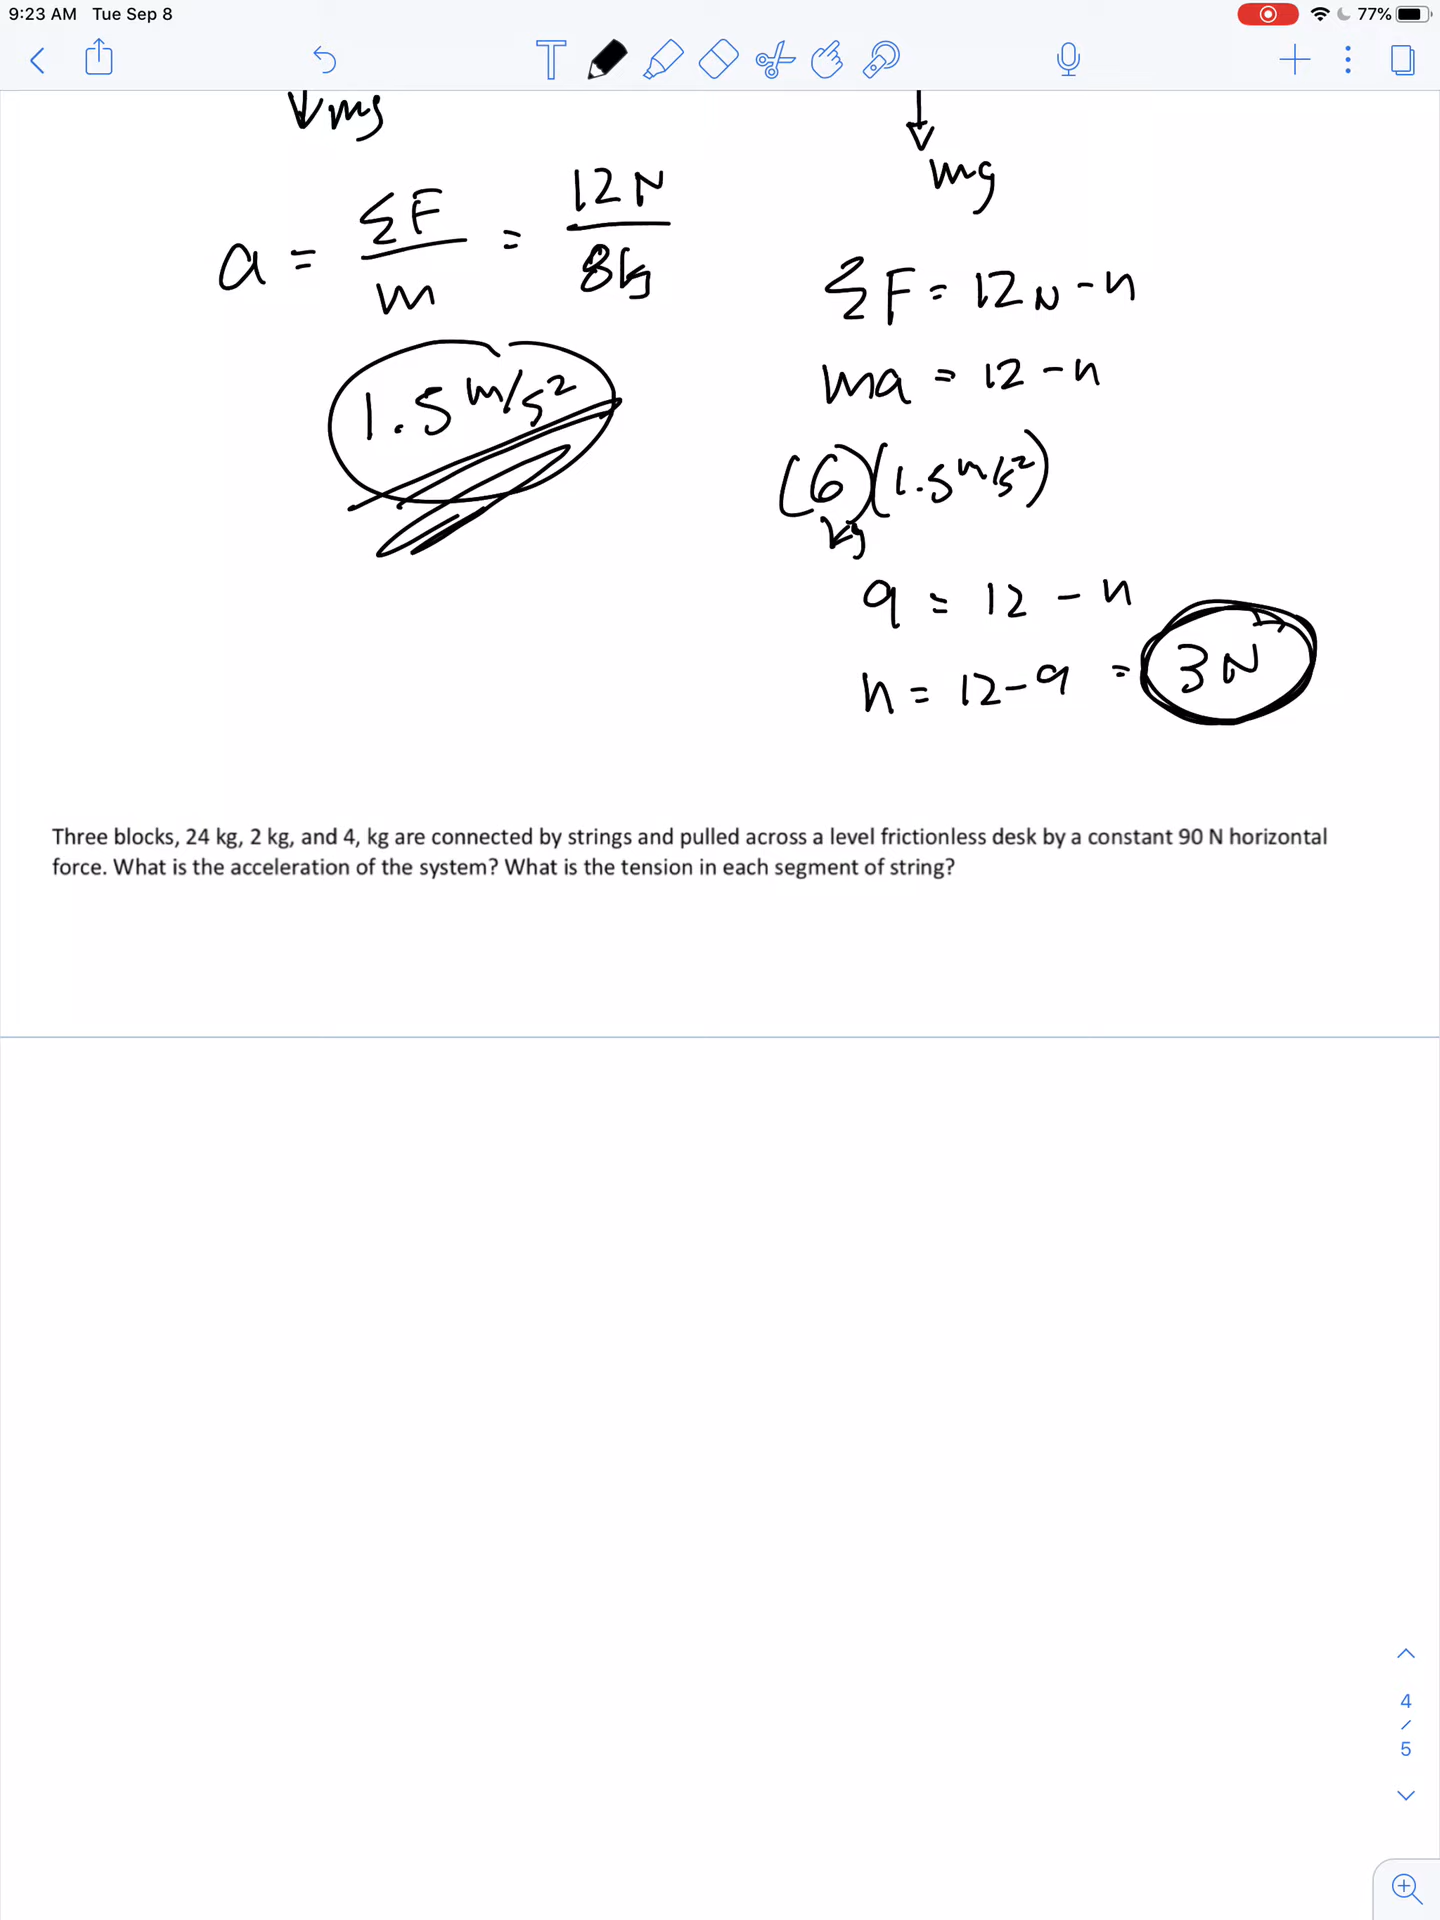 9:23 AM Tue Sep 8
77%
T
mg
mg
a = ΣF/m = 12N/8kg
1.5 m/s²
ΣF = 12N - n
ma = 12 - n
(6kg)(1.5 m/s²)
9 = 12 - n
n = 12 - 9 = 3N
Three blocks, 24 kg, 2 kg, and 4, kg are connected by strings and pulled across a level frictionless desk by a constant 90 N horizontal
force. What is the acceleration of the system? What is the tension in each segment of string?
4
/
5